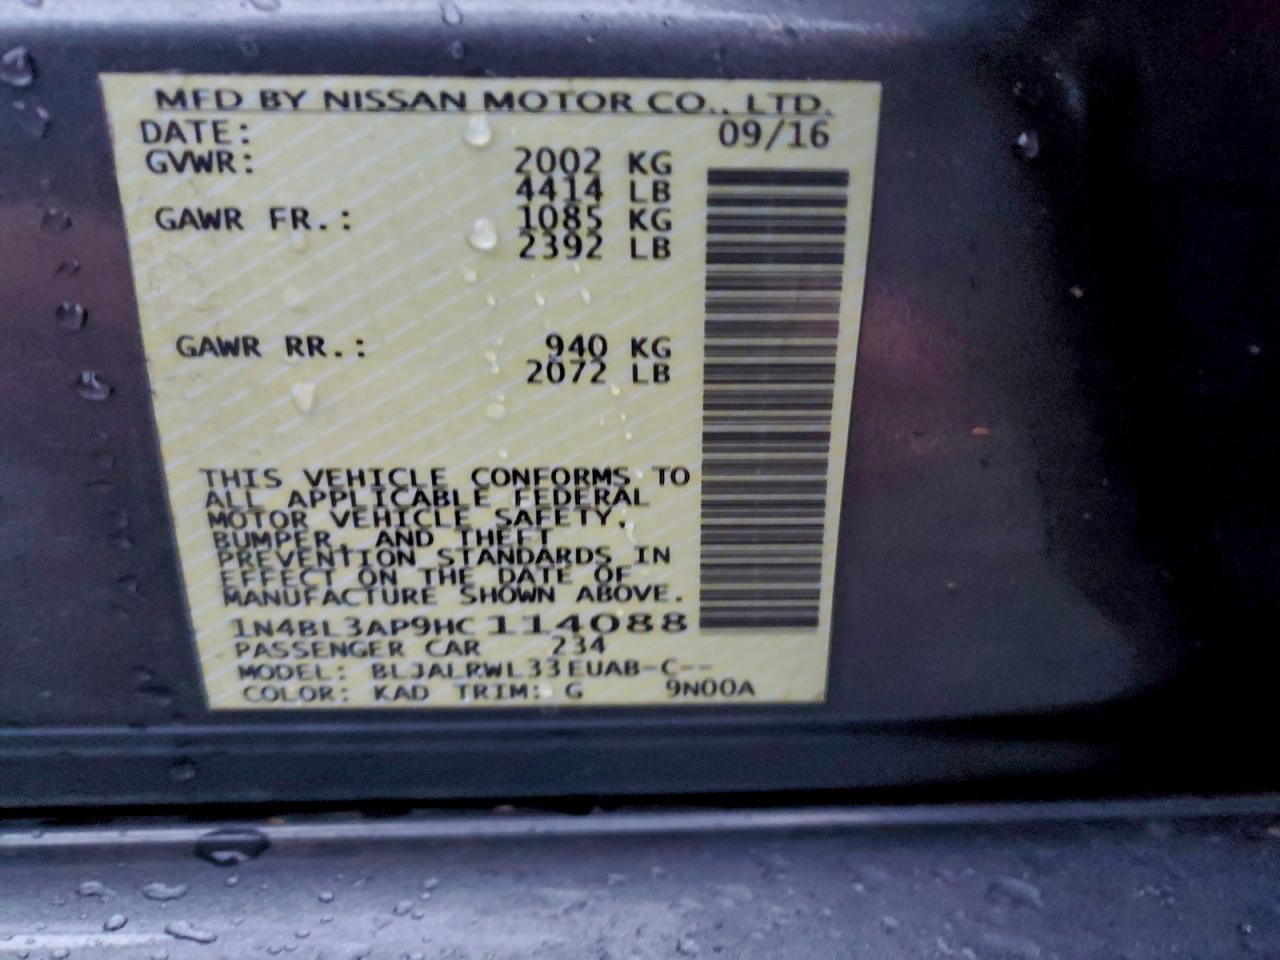 MFD BY NISSAN MOTOR CO., LTD.
DATE: 09/16
GVWR: 2002 KG
4414 LB
GAWR FR.: 1085 KG
2392 LB
GAWR RR.: 940 KG
2072 LB
THIS VEHICLE CONFORMS TO
ALL APPLICABLE FEDERAL
MOTOR VEHICLE SAFETY,
BUMPER, AND THEFT
PREVENTION STANDARDS IN
EFFECT ON THE DATE OF
MANUFACTURE SHOWN ABOVE.
1N4BL3AP9HC114088
PASSENGER CAR 234
MODEL: BLJALRWL33EUAB-C--
COLOR: KAD TRIM: G 9N00A